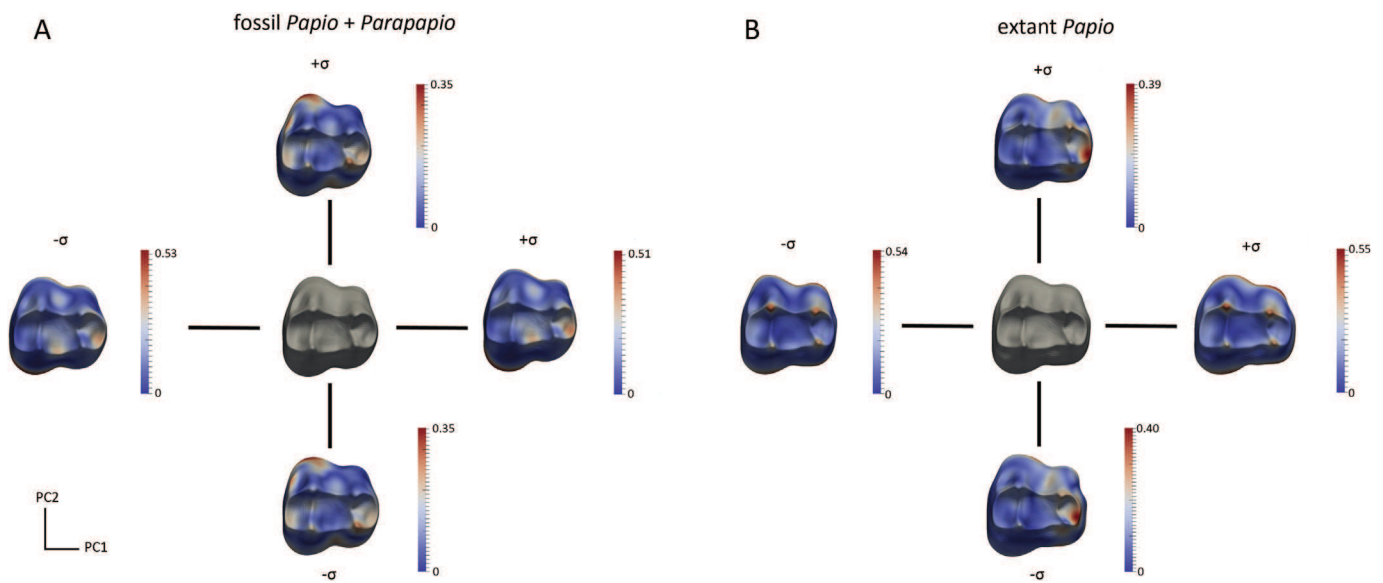 A
fossil Papio + Parapapio
+σ
0.35
0
-σ
0.53
0
+σ
0.51
0
0.35
0
-σ
PC2
PC1
B
extant Papio
+σ
0.39
0
-σ
0.54
0
+σ
0.55
0
0.40
0
-σ